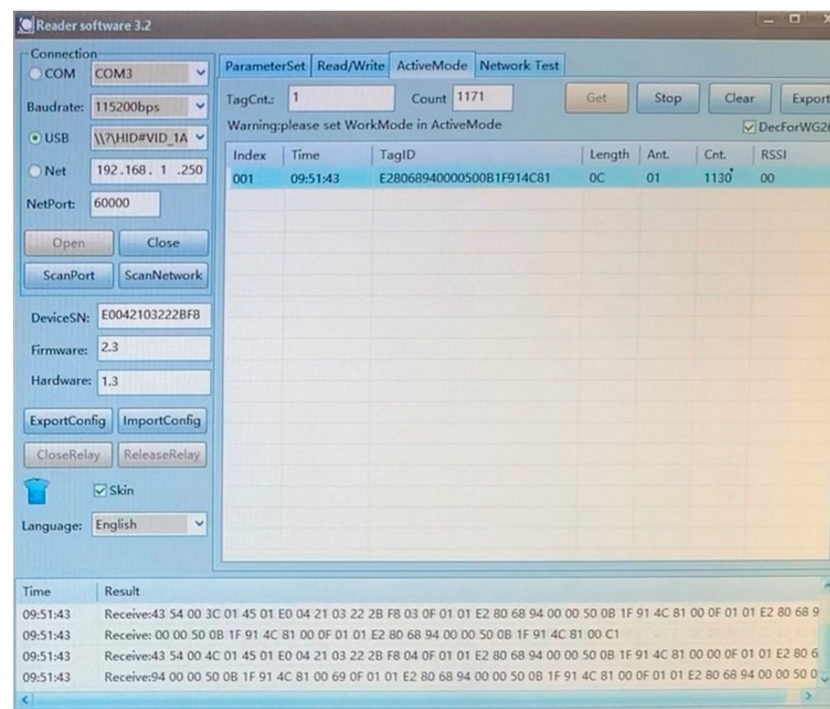 Reader software 3.2
Connection
COM COM3
Baudrate: 115200bps
USB \\?\HID#VID_1A
Net 192.168. 1 .250
NetPort: 60000
Open Close
ScanPort ScanNetwork
DeviceSN: E0042103222BF8
Firmware: 2.3
Hardware: 1.3
ExportConfig ImportConfig
CloseRelay ReleaseRelay
Skin
Language: English
ParameterSet Read/Write ActiveMode Network Test
TagCnt.: 1 Count 1171 Get Stop Clear Export
Warning:please set WorkMode in ActiveMode DecForWG26
Index Time TagID Length Ant. Cnt. RSSI
001 09:51:43 E28068940000500B1F914C81 0C 01 1130 00
Time Result
09:51:43 Receive:43 54 00 3C 01 45 01 E0 04 21 03 22 2B F8 03 0F 01 01 E2 80 68 94 00 00 50 0B 1F 91 4C 81 00 0F 01 01 E2 80 68 9
09:51:43 Receive: 00 00 50 0B 1F 91 4C 81 00 0F 01 01 E2 80 68 94 00 00 50 0B 1F 91 4C 81 00 C1
09:51:43 Receive:43 54 00 4C 01 45 01 E0 04 21 03 22 2B F8 04 0F 01 01 E2 80 68 94 00 00 50 0B 1F 91 4C 81 00 00 0F 01 01 E2 80 6
09:51:43 Receive:94 00 00 50 0B 1F 91 4C 81 00 69 0F 01 01 E2 80 68 94 00 00 50 0B 1F 91 4C 81 00 0F 01 01 E2 80 68 94 00 00 50 0